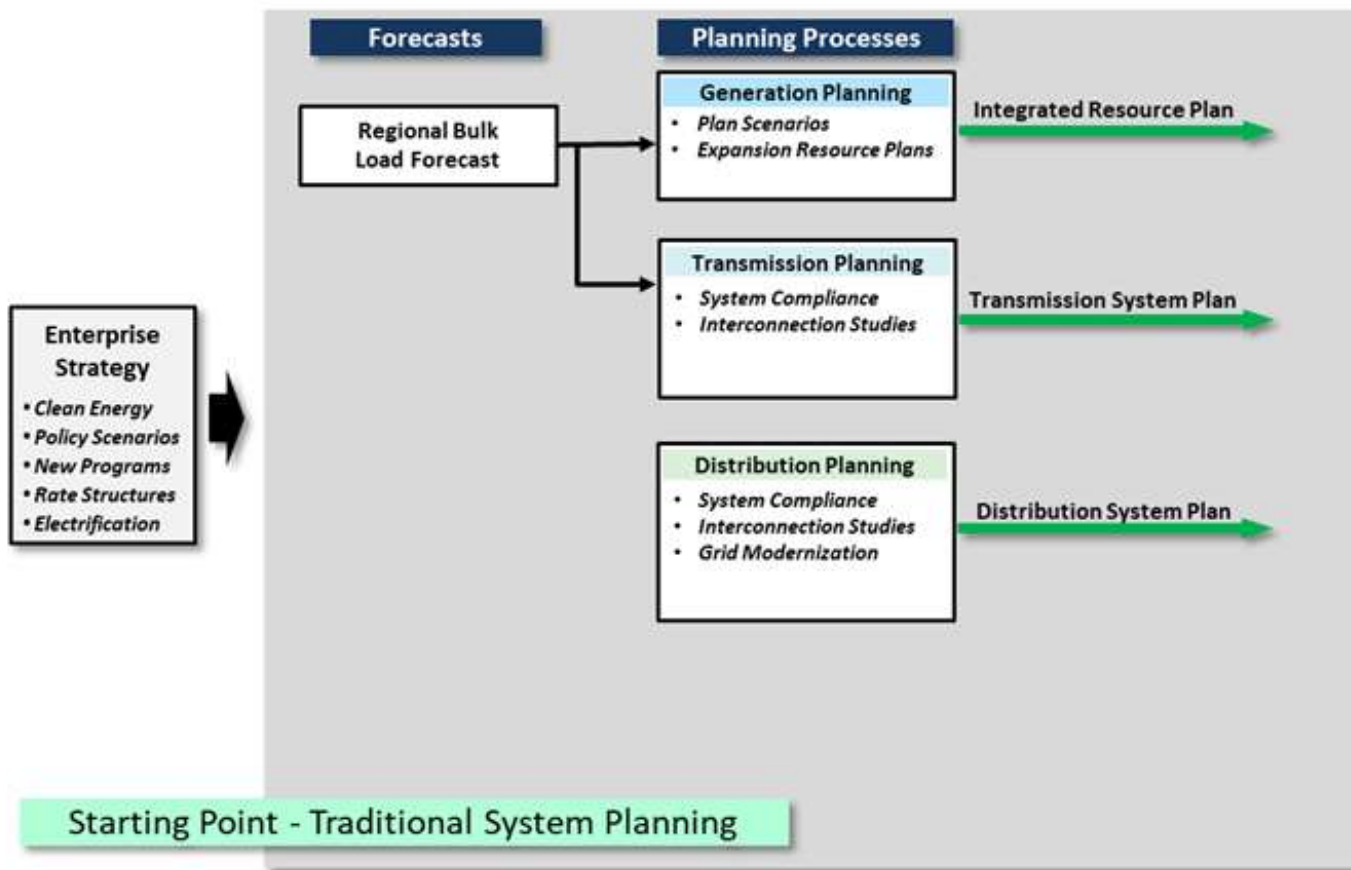 Forecasts
Planning Processes
Regional Bulk
Load Forecast
Generation Planning
• Plan Scenarios
• Expansion Resource Plans
Integrated Resource Plan
Transmission Planning
• System Compliance
• Interconnection Studies
Transmission System Plan
Enterprise
Strategy
• Clean Energy
• Policy Scenarios
• New Programs
• Rate Structures
• Electrification
Distribution Planning
• System Compliance
• Interconnection Studies
• Grid Modernization
Distribution System Plan
Starting Point - Traditional System Planning